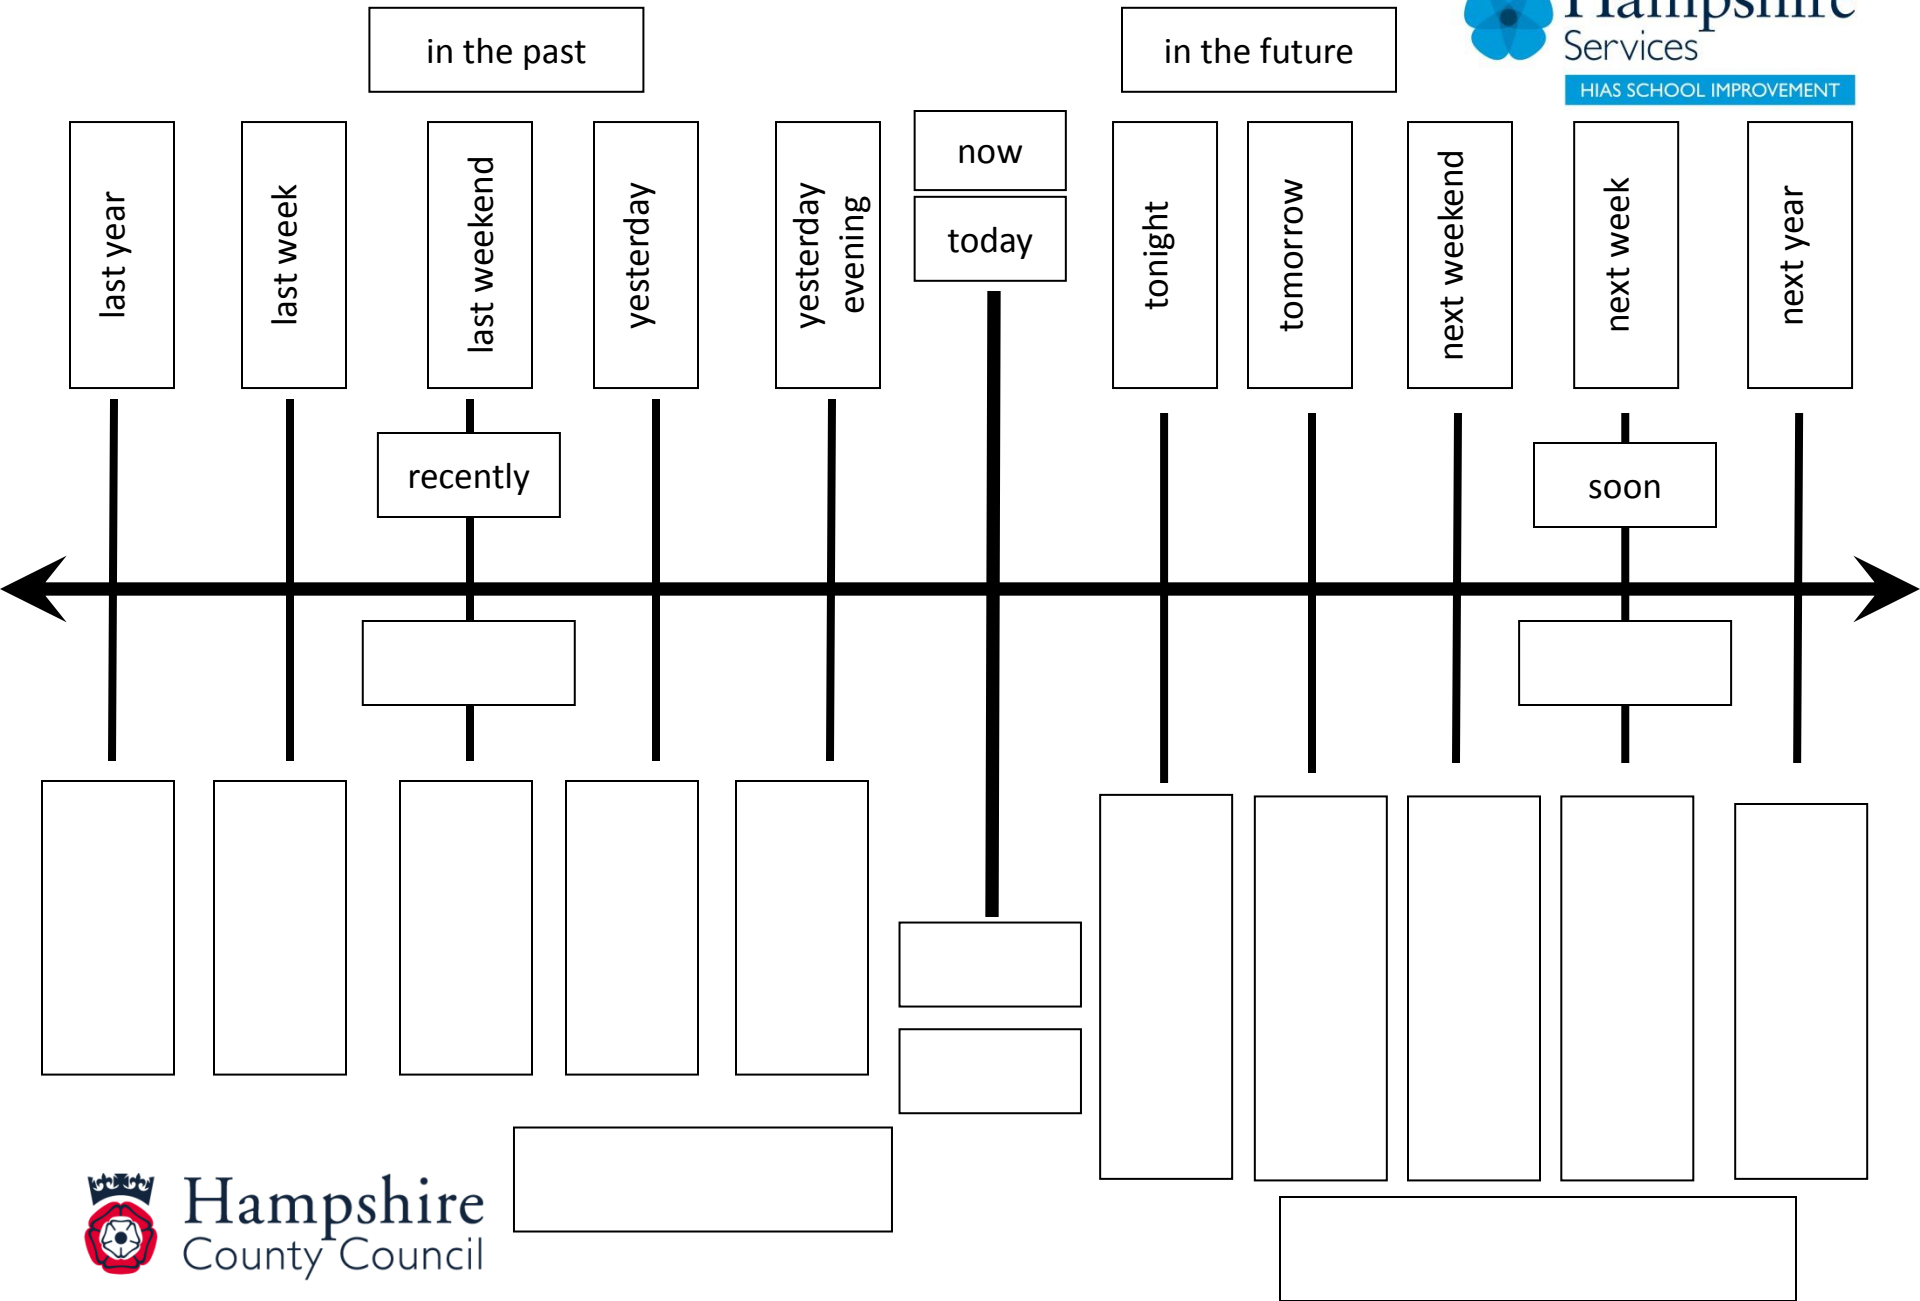 Hampshire
Services
HIAS SCHOOL IMPROVEMENT
in the past
in the future
last year
last week
last weekend
yesterday
yesterday
evening
now
today
tonight
tomorrow
next weekend
next week
next year
recently
soon
Hampshire
County Council